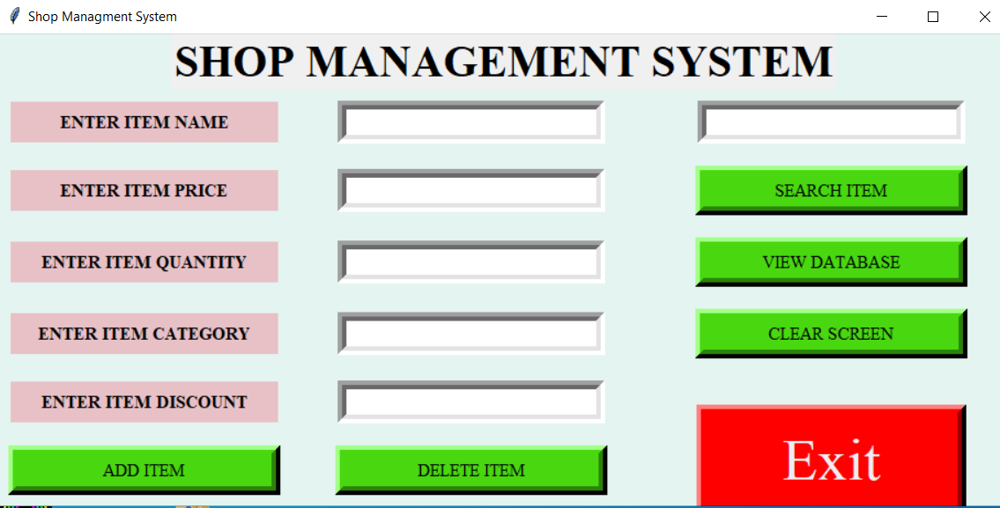 Shop Managment System
SHOP MANAGEMENT SYSTEM
ENTER ITEM NAME
ENTER ITEM PRICE
SEARCH ITEM
ENTER ITEM QUANTITY
VIEW DATABASE
ENTER ITEM CATEGORY
CLEAR SCREEN
ENTER ITEM DISCOUNT
Exit
ADD ITEM
DELETE ITEM